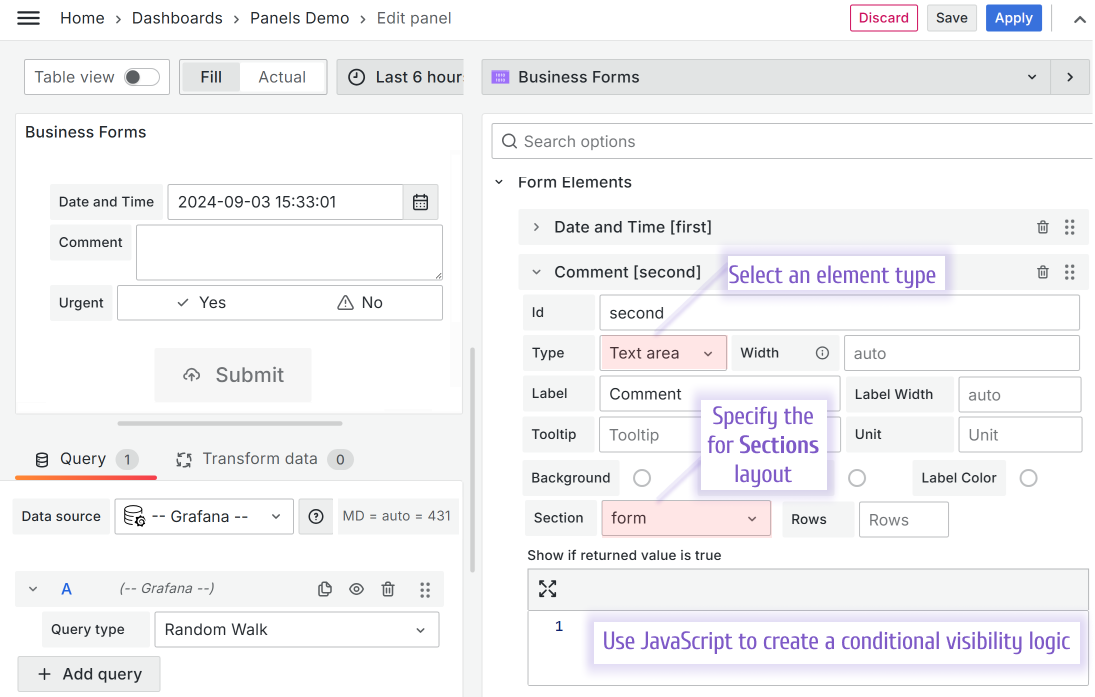 Home > Dashboards > Panels Demo > Edit panel
Discard Save Apply
Table view Fill Actual Last 6 hour
Business Forms
Search options
Business Forms
Date and Time 2024-09-03 15:33:01
Comment
Urgent Yes No
Submit
Query 1 Transform data 0
Data source -- Grafana -- MD = auto = 431
A (-- Grafana --)
Query type Random Walk
+ Add query
Form Elements
Date and Time [first]
Comment [second]
Select an element type
Id second
Type Text area Width auto
Label Comment Label Width auto
Tooltip Tooltip Unit Unit
Specify the
for Sections
layout
Background Label Color
Section form Rows Rows
Show if returned value is true
1
Use JavaScript to create a conditional visibility logic